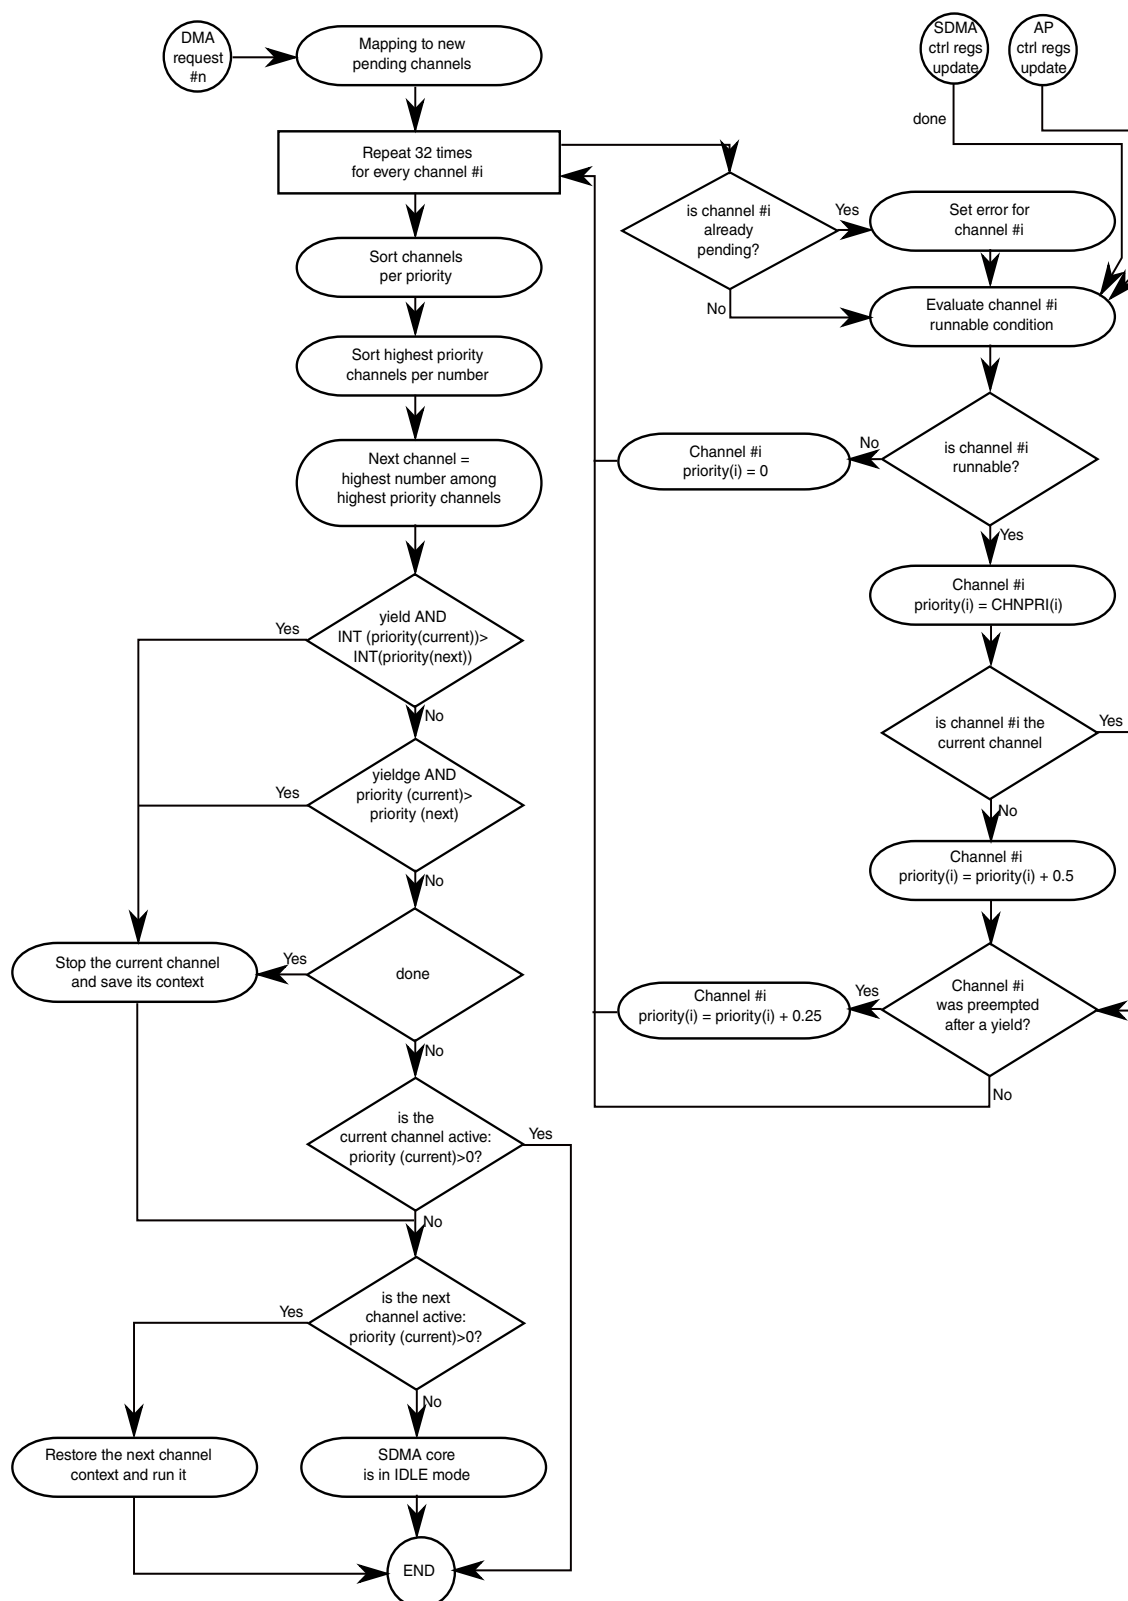 DMA
request
#n
Mapping to new
pending channels
SDMA
ctrl regs
update
AP
ctrl regs
update
done
Repeat 32 times
for every channel #i
is channel #i
already
pending?
Yes
Set error for
channel #i
No
Evaluate channel #i
runnable condition
Sort channels
per priority
Sort highest priority
channels per number
Next channel =
highest number among
highest priority channels
is channel #i
runnable?
No
Channel #i
priority(i) = 0
Yes
Channel #i
priority(i) = CHNPRI(i)
is channel #i the
current channel
Yes
No
Channel #i
priority(i) = priority(i) + 0.5
Channel #i
was preempted
after a yield?
Yes
Channel #i
priority(i) = priority(i) + 0.25
No
yield AND
INT (priority(current))>
INT(priority(next))
Yes
No
yieldge AND
priority (current)>
priority (next)
Yes
No
done
Yes
Stop the current channel
and save its context
No
is the
current channel active:
priority (current)>0?
Yes
No
is the next
channel active:
priority (current)>0?
Yes
No
Restore the next channel
context and run it
SDMA core
is in IDLE mode
END